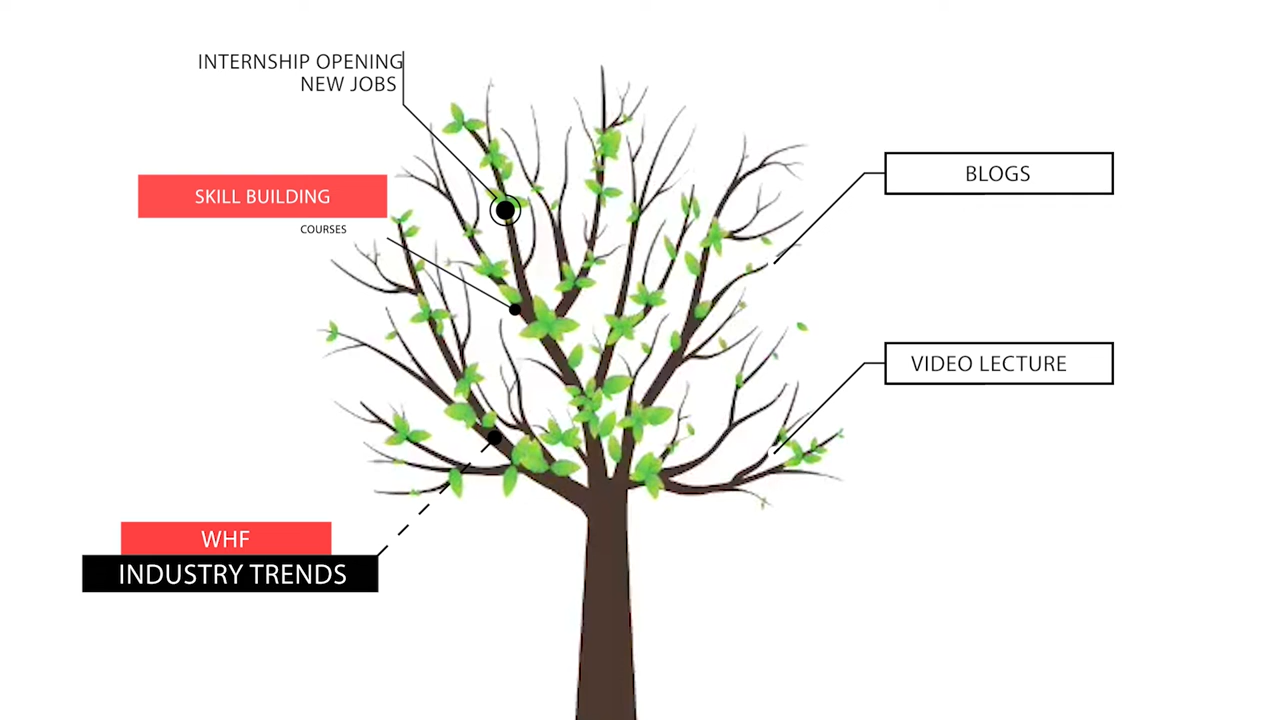 INTERNSHIP OPENING
NEW JOBS
SKILL BUILDING
COURSES
WHF
INDUSTRY TRENDS
BLOGS
VIDEO LECTURE